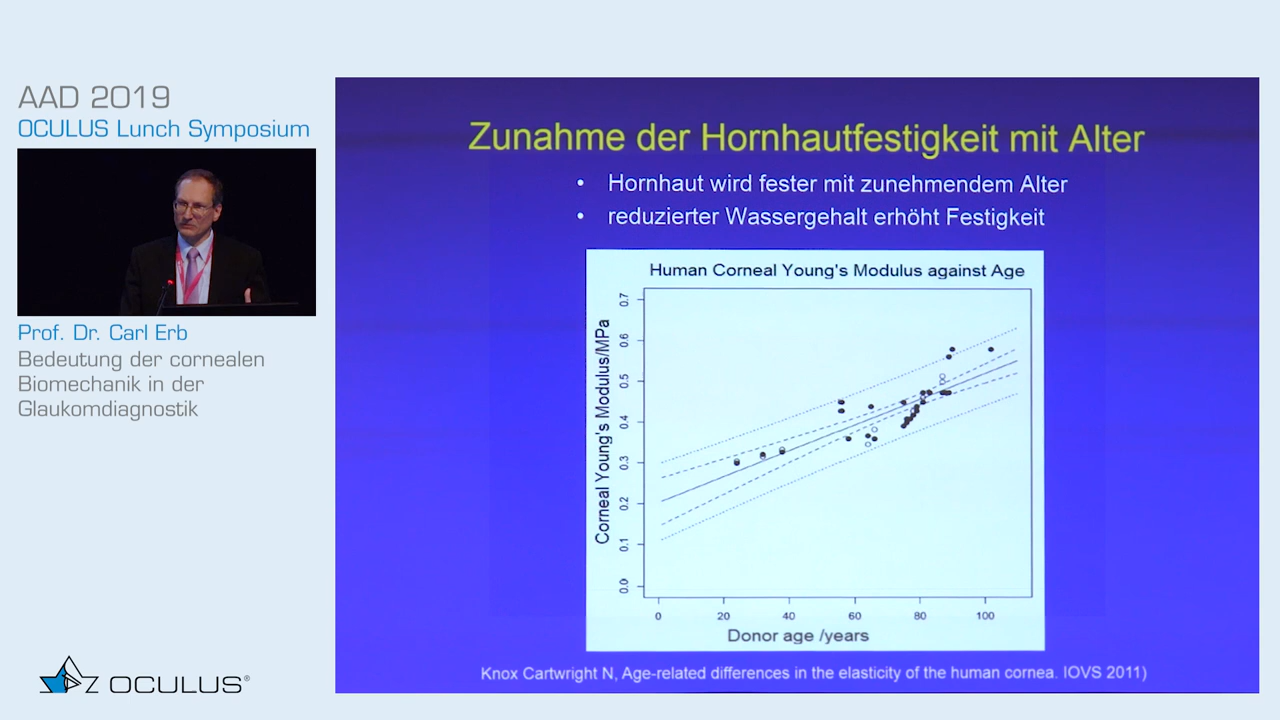 AAD 2019
OCULUS Lunch Symposium
Prof. Dr. Carl Erb
Bedeutung der cornealen
Biomechanik in der
Glaukomdiagnostik
OCULUS®
Zunahme der Hornhautfestigkeit mit Alter
• Hornhaut wird fester mit zunehmendem Alter
• reduzierter Wassergehalt erhöht Festigkeit
Human Corneal Young's Modulus against Age
Corneal Young's Modulus/MPa
0.7
0.6
0.5
0.4
0.3
0.2
0.1
0.0
0 20 40 60 80 100
Donor age /years
Knox Cartwright N, Age-related differences in the elasticity of the human cornea. IOVS 2011)